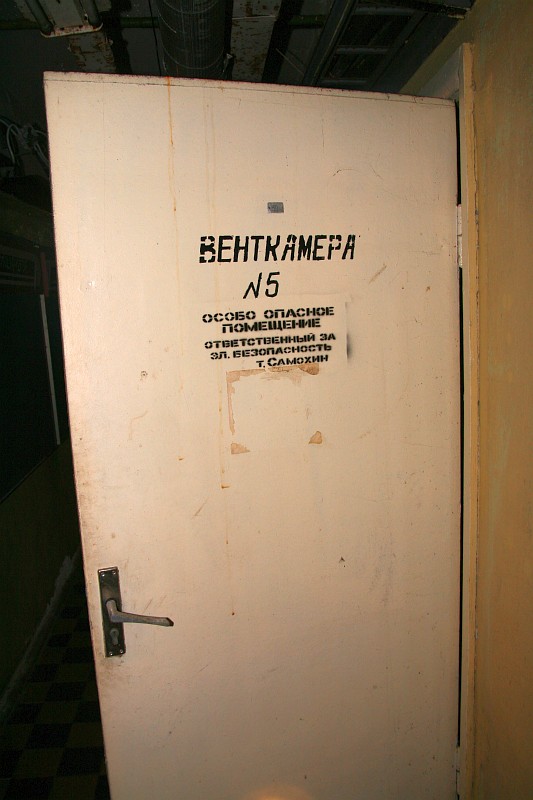 ВЕНТКАМЕРА
N5
ОСОБО ОПАСНОЕ
ПОМЕЩЕНИЕ
ОТВЕТСТВЕННЫЙ ЗА
ЭЛ. БЕЗОПАСНОСТЬ
Т. САМОХИН